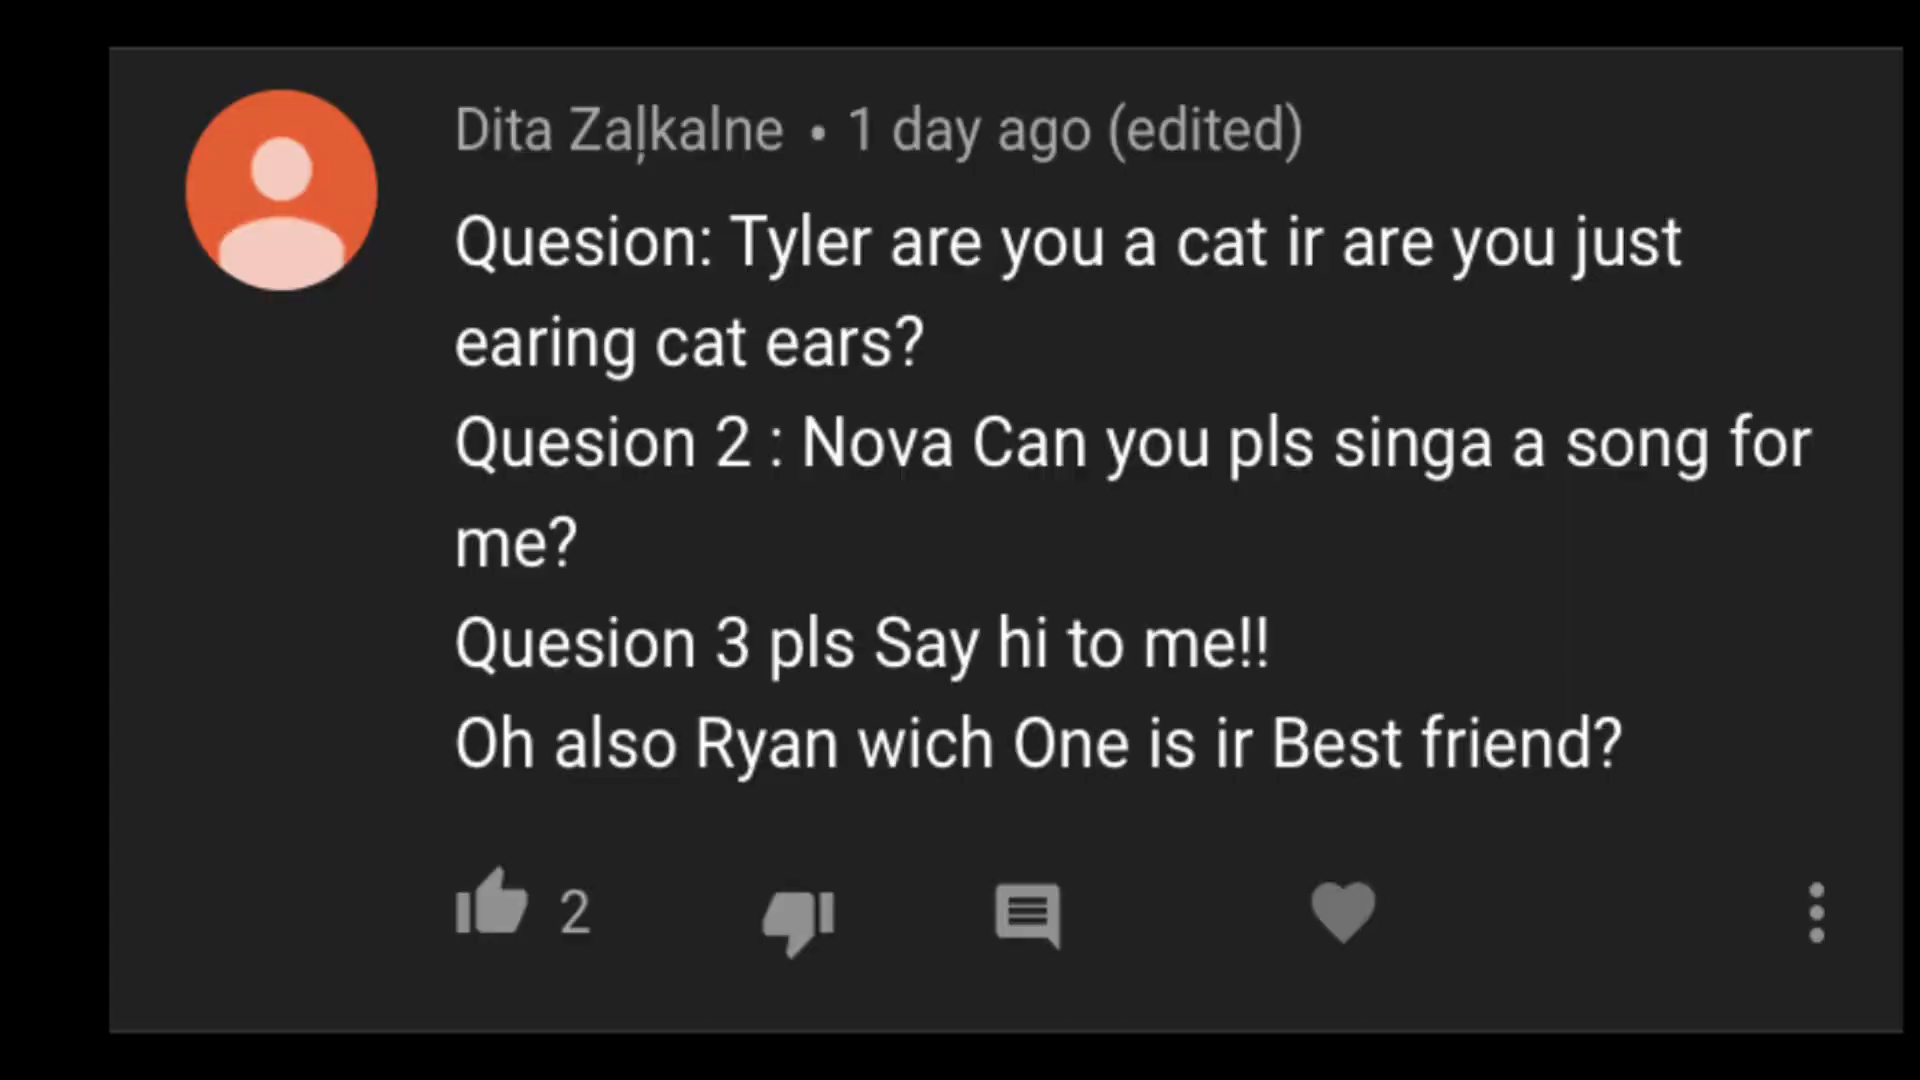 Dita Zaļkalne • 1 day ago (edited)
Quesion: Tyler are you a cat ir are you just
earing cat ears?
Quesion 2 : Nova Can you pls singa a song for
me?
Quesion 3 pls Say hi to me!!
Oh also Ryan wich One is ir Best friend?
2